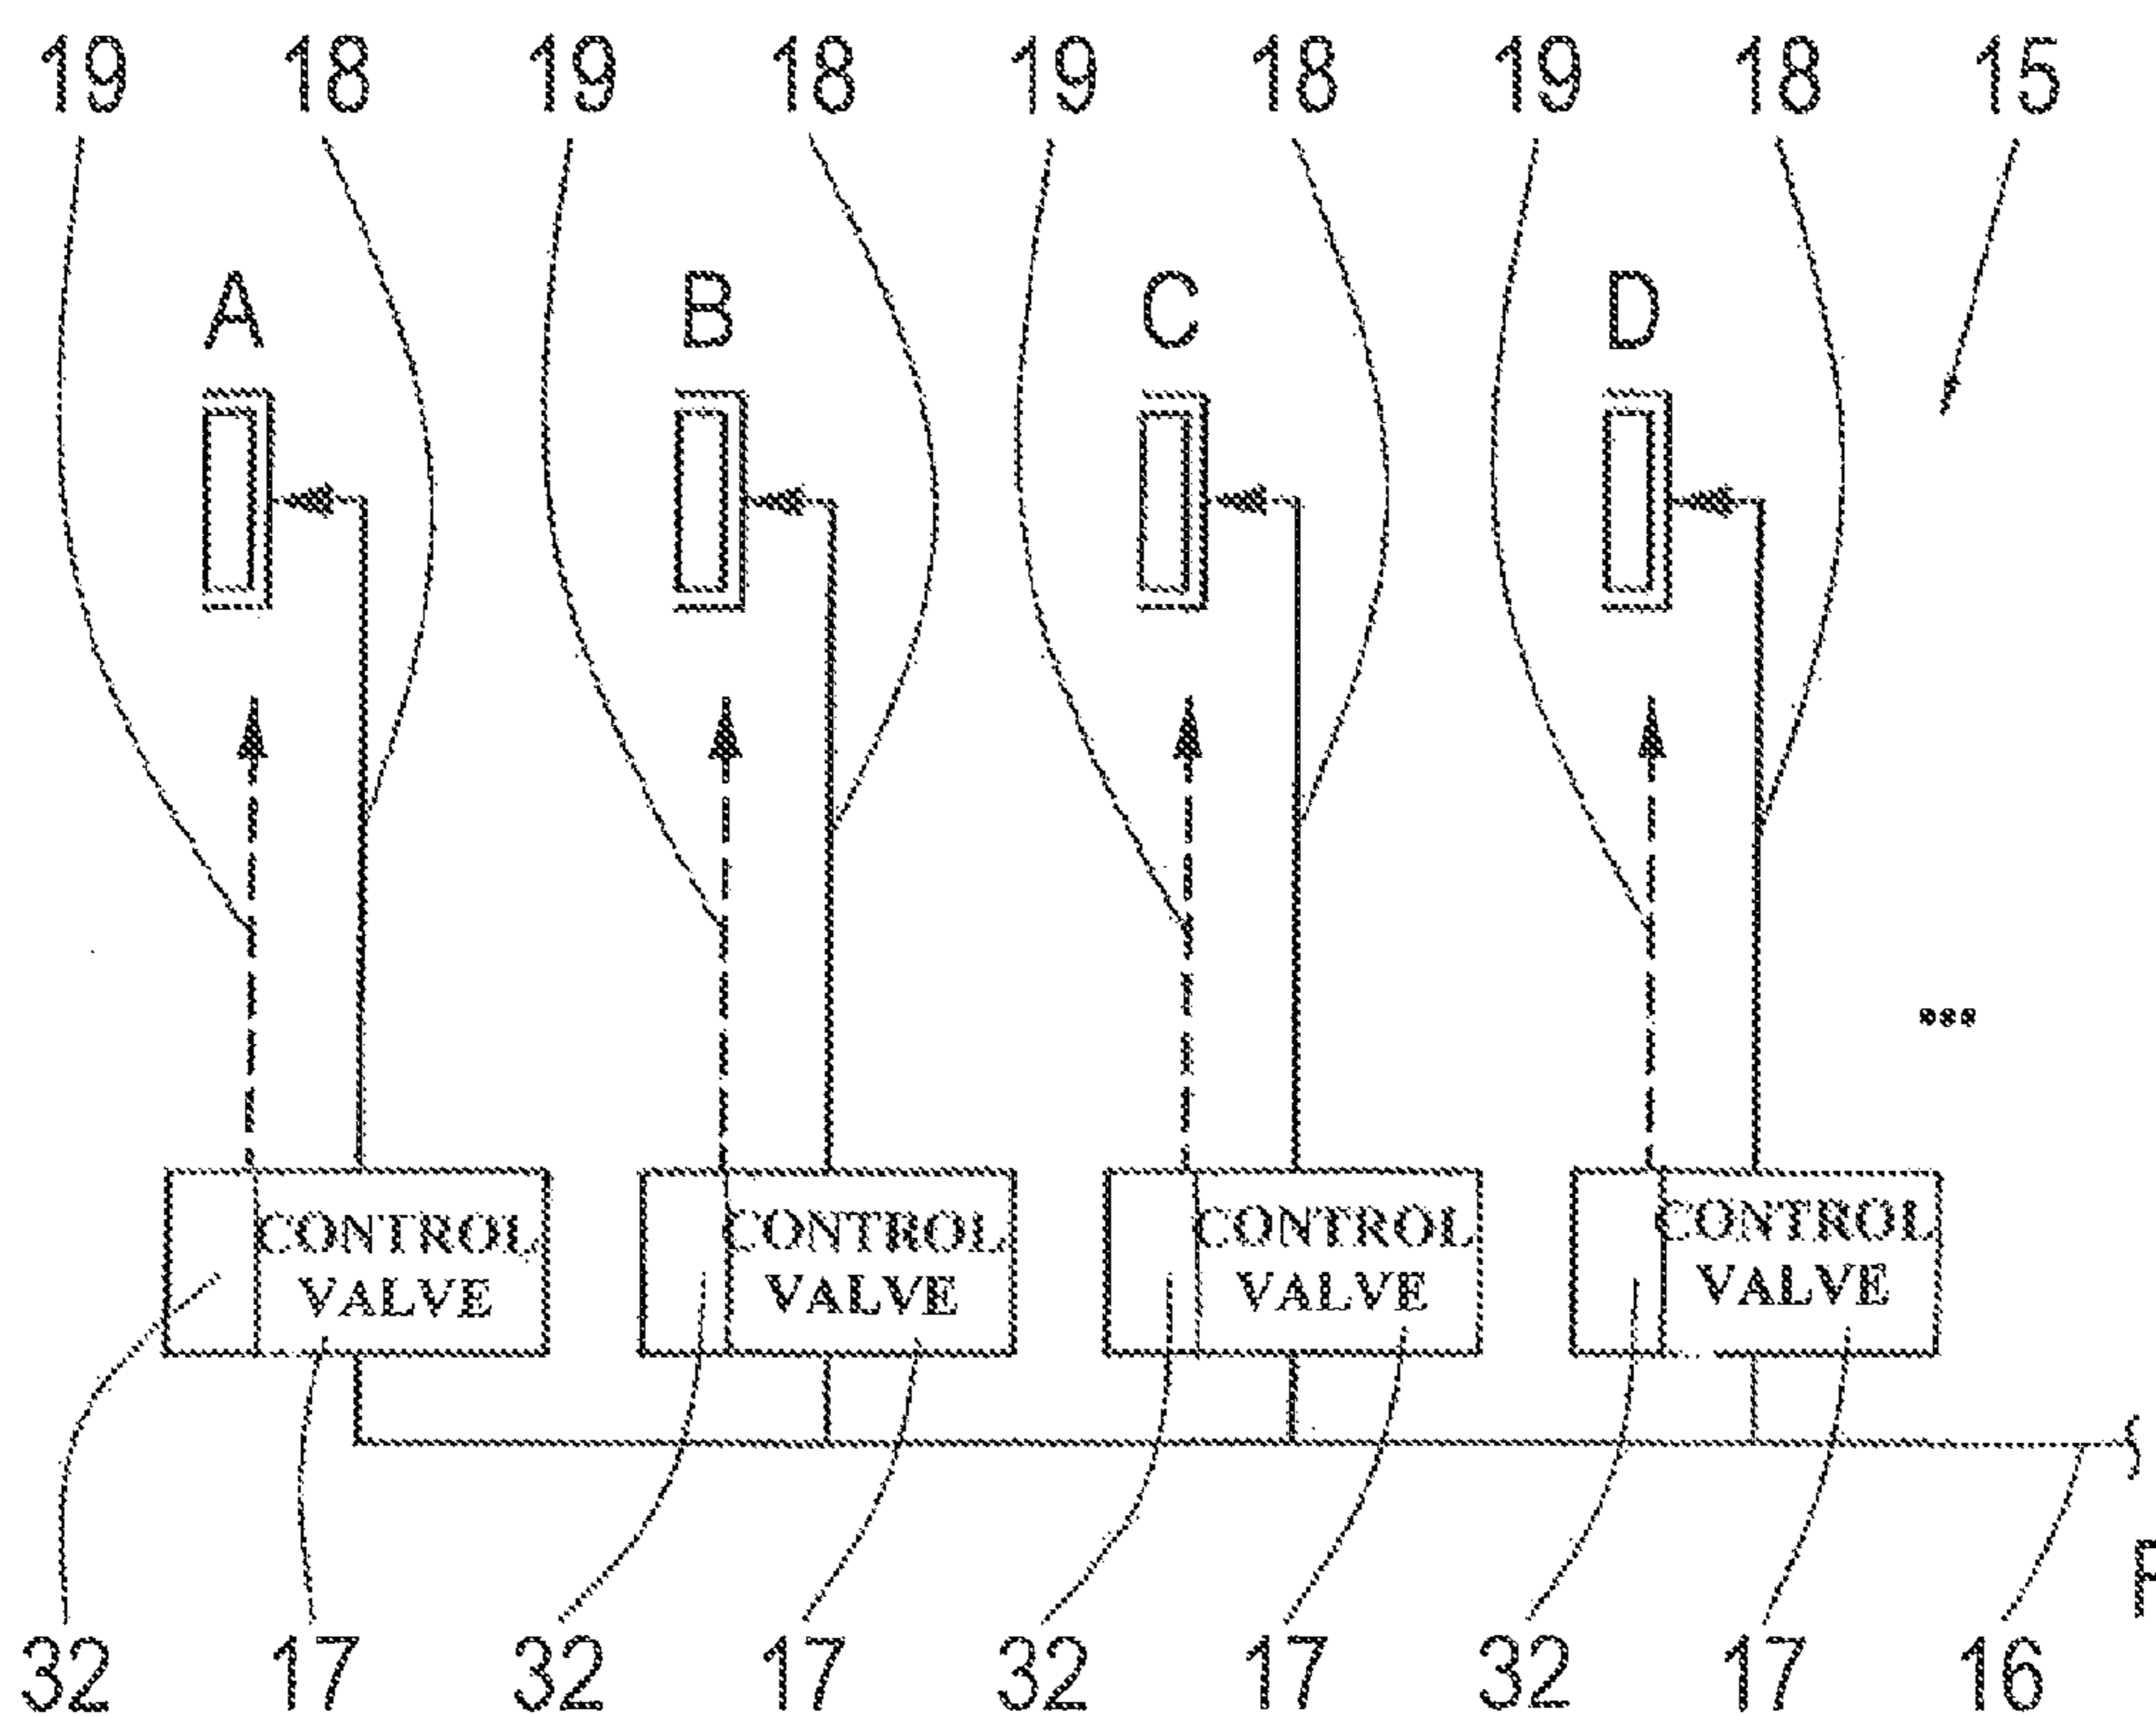 19 18 19 18 19 18 19 18 15
A B C D
...
CONTROL VALVE
CONTROL VALVE
CONTROL VALVE
CONTROL VALVE
32 17 32 17 32 17 32 17 16